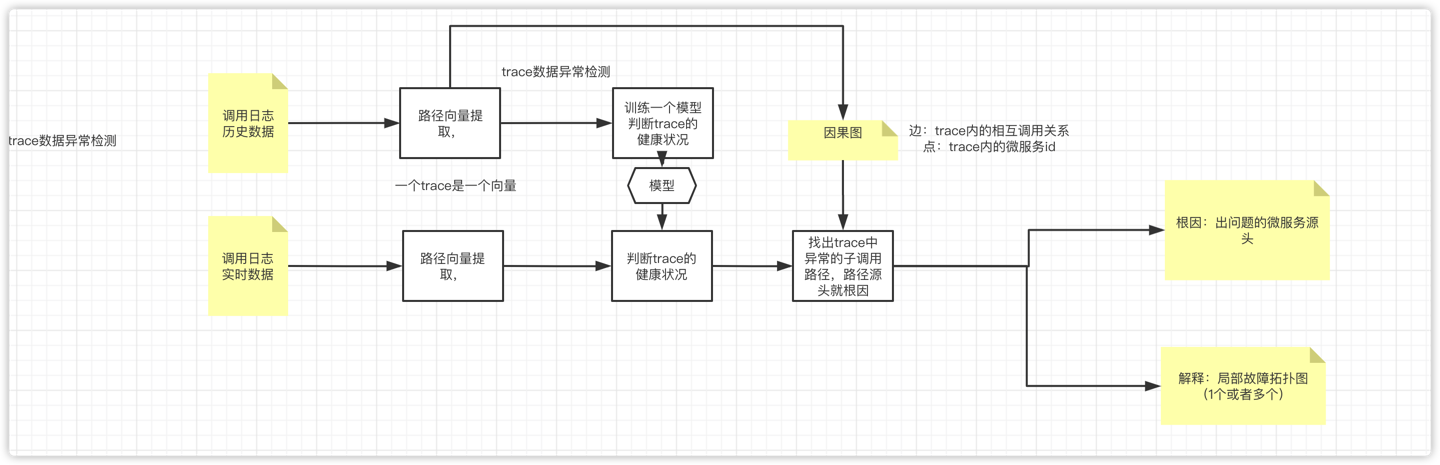 trace数据异常检测
trace数据异常检测
调用日志
历史数据
路径向量提
取，
训练一个模型
判断trace的
健康状况
因果图
边：trace内的相互调用关系
点：trace内的微服务id
一个trace是一个向量
模型
调用日志
实时数据
路径向量提
取，
判断trace的
健康状况
找出trace中
异常的子调用
路径，路径源
头就根因
根因：出问题的微服务源
头
解释：局部故障拓扑图
(1个或者多个)